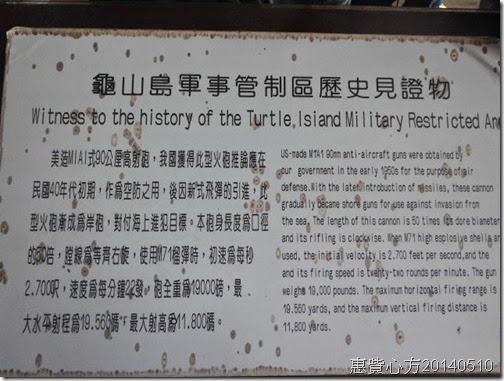 龜山島軍事管制區歷史見證物
Witness to the history of the Turtle Island Military Restricted
美造M1A1式90公厘高射砲，我國獲得此型火砲推論應在
民國40年代初期，作為空防之用，後因新式飛彈的引進，此
型火砲漸成為岸砲，對付海上進犯目標。本砲身長度為口徑
的50倍，膛線為等齊右旋，使用M71榴彈時，初速為每秒
2.700呎，速度為每分鐘22發，砲全重為19000磅，最
大水平射程為19.560碼，最大射高為11.800碼。
US-made M1A1 90mm anti-aircraft guns were obtained by
our government in the early 1950s for the purpose of air
defense.With the later introduction of missiles, these cannon
gradually became shore guns for use against invasion from
the sea. The length of this cannon is 50 times its bore diameter
and its rifling is clockwise. When M71 high explosive shells are
used, the initial velocity is 2.700 feet per second,and the
and its firing speed is twenty-two rounds per minute. The gun
weighs 19,000 pounds. The maximum horizontal firing range is
19.560 yards, and the maximum vertical firing distance is
11,800 yards.
惠質心方20140510